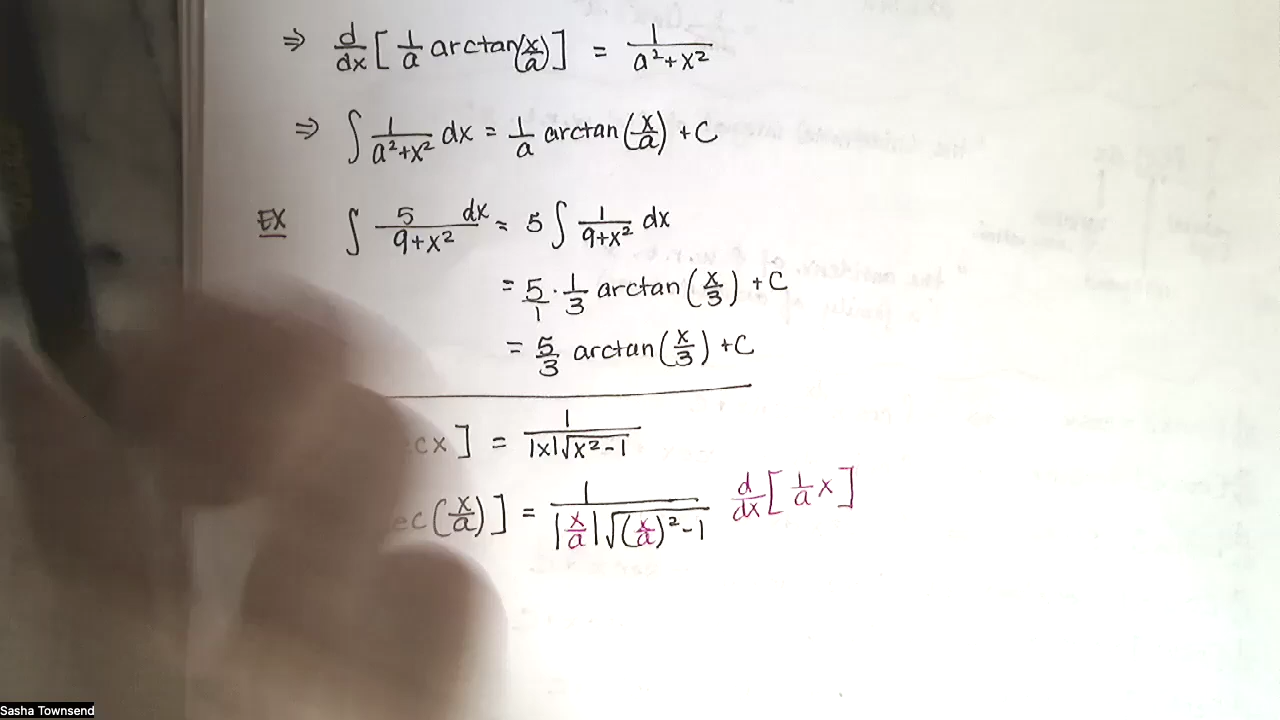 ⇒ d/dx [ 1/a arctan(x/a) ] = 1/(a²+x²)
⇒ ∫ 1/(a²+x²) dx = 1/a arctan(x/a) + C
EX ∫ 5/(9+x²) dx = 5 ∫ 1/(9+x²) dx
= 5/1 · 1/3 arctan(x/3) + C
= 5/3 arctan(x/3) + C
cx ] = 1/(|x|√(x²-1))
ec(x/a) ] = 1/(|x/a|√((x/a)²-1)) d/dx [ 1/a x ]
Sasha Townsend